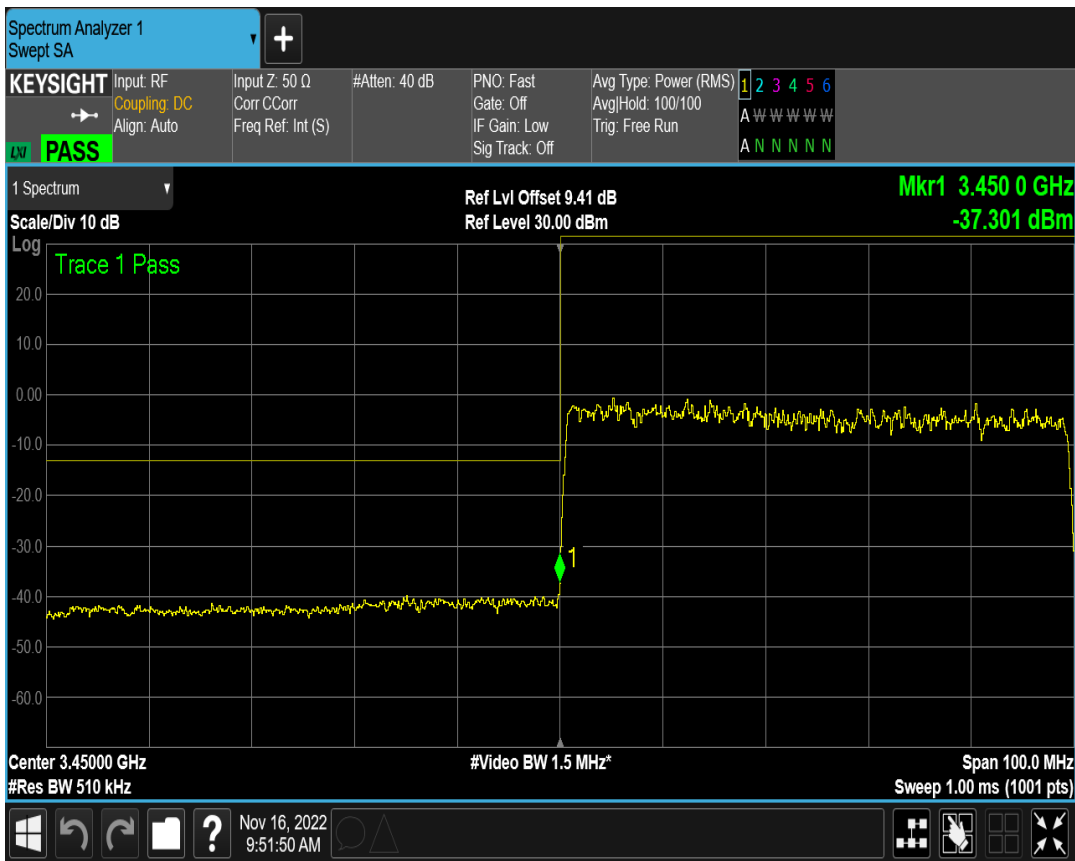 Spectrum Analyzer 1
Swept SA
+
KEYSIGHT
Input: RF
Coupling: DC
Align: Auto
LXI PASS
Input Z: 50 Ω
Corr CCorr
Freq Ref: Int (S)
#Atten: 40 dB
PNO: Fast
Gate: Off
IF Gain: Low
Sig Track: Off
Avg Type: Power (RMS)
Avg|Hold: 100/100
Trig: Free Run
1 2 3 4 5 6
A W W W W W
A N N N N N
1 Spectrum
Scale/Div 10 dB
Ref Lvl Offset 9.41 dB
Ref Level 30.00 dBm
Mkr1 3.450 0 GHz
-37.301 dBm
Log
Trace 1 Pass
20.0
10.0
0.00
-10.0
-20.0
-30.0
1
-40.0
-50.0
-60.0
Center 3.45000 GHz
#Res BW 510 kHz
#Video BW 1.5 MHz*
Span 100.0 MHz
Sweep 1.00 ms (1001 pts)
?
Nov 16, 2022
9:51:50 AM